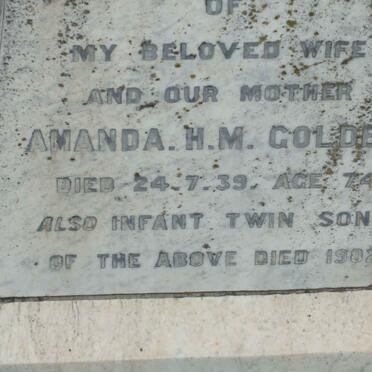 OF
MY BELOVED WIFE
AND OUR MOTHER
AMANDA. H. M. GOLDE
DIED 24. 7. 39. AGE 74
ALSO INFANT TWIN SON
OF THE ABOVE DIED 1902